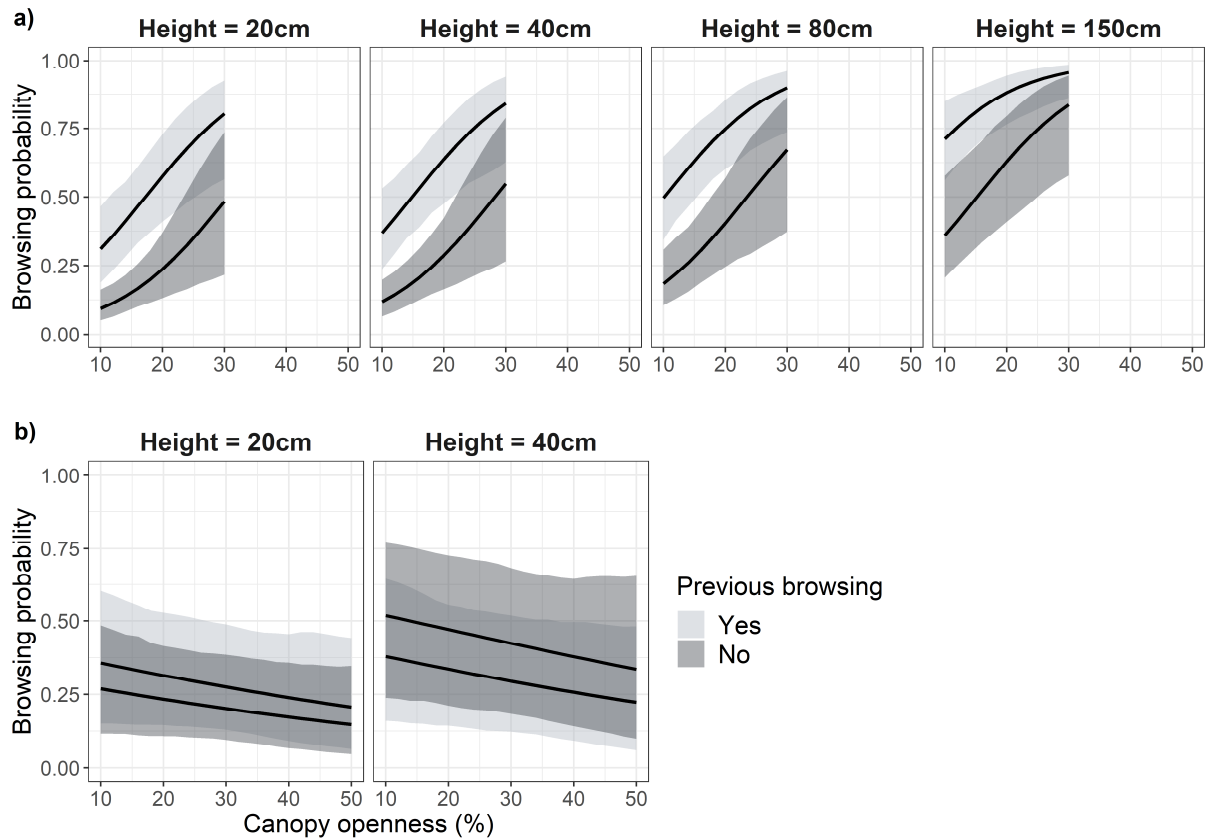 a)
Height = 20cm
Height = 40cm
Height = 80cm
Height = 150cm
Browsing probability
1.00
0.75
0.50
0.25
0.00
10 20 30 40 50
10 20 30 40 50
10 20 30 40 50
10 20 30 40 50
b)
Height = 20cm
Height = 40cm
Browsing probability
1.00
0.75
0.50
0.25
0.00
10 20 30 40 50
10 20 30 40 50
Canopy openness (%)
Previous browsing
Yes
No